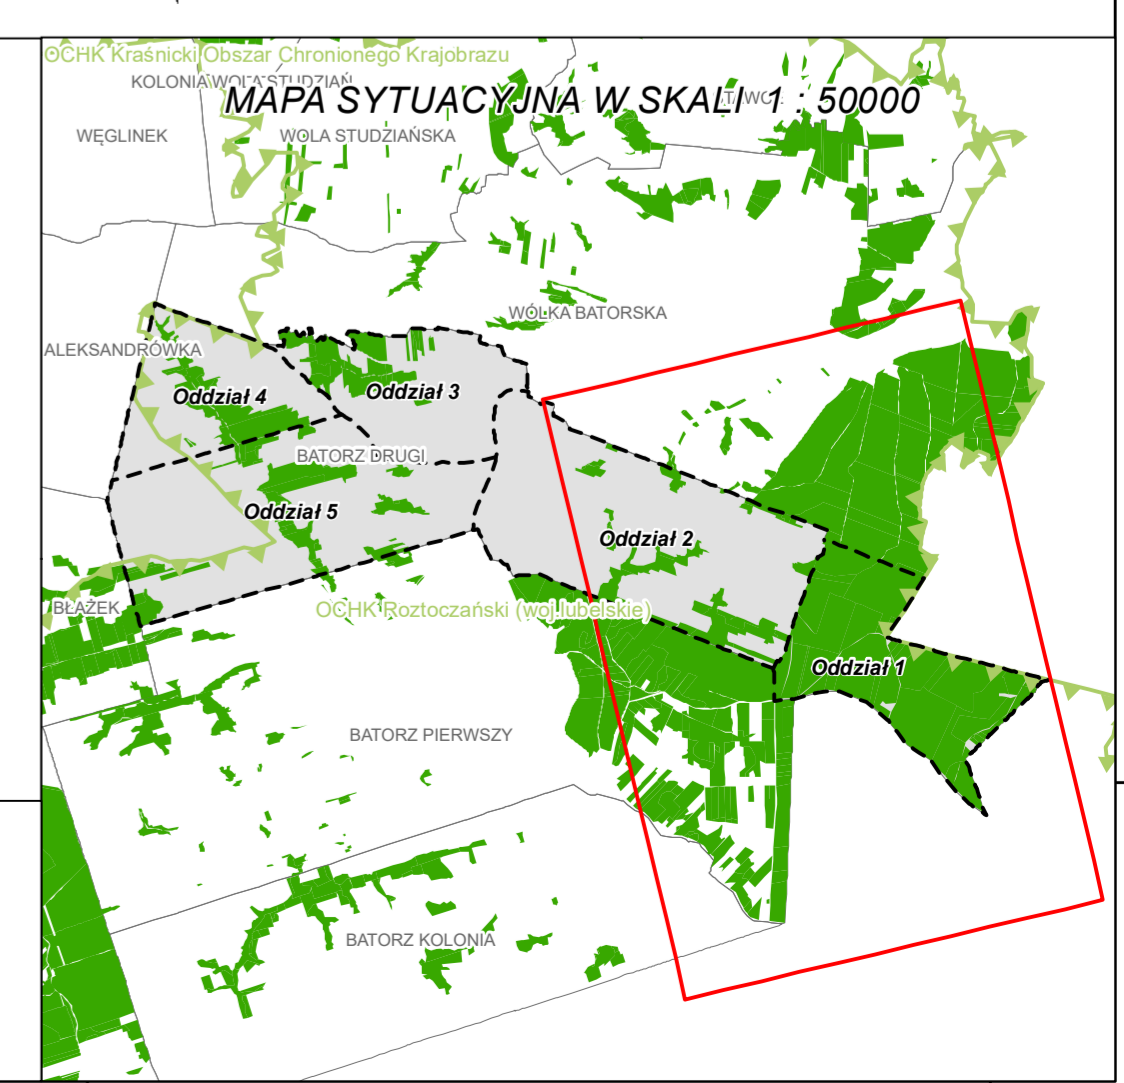 OCHK Kraśnicki Obszar Chronionego Krajobrazu
KOLONIA WOLA STUDZIAŃ
MAPA SYTUACYJNA W SKALI 1 : 50000
WĘGLINEK
WOLA STUDZIAŃSKA
WÓLKA BATORSKA
ALEKSANDRÓWKA
Oddział 4
Oddział 3
BATORZ DRUGI
Oddział 5
Oddział 2
BŁAŻEK
OCHK Roztoczański (woj.lubelskie)
Oddział 1
BATORZ PIERWSZY
BATORZ KOLONIA